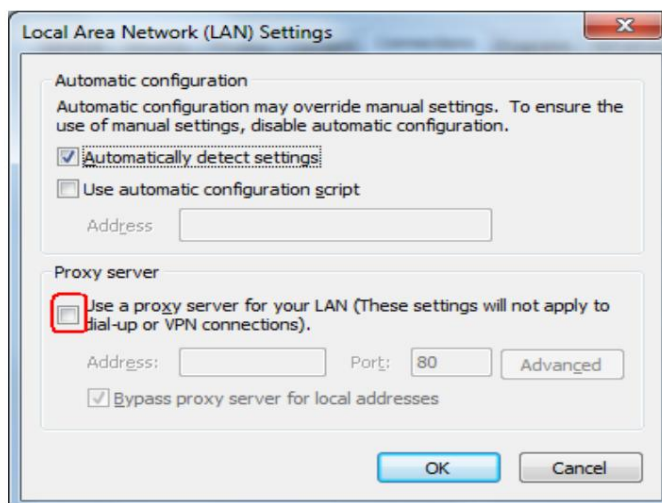 Local Area Network (LAN) Settings
Automatic configuration
Automatic configuration may override manual settings. To ensure the
use of manual settings, disable automatic configuration.
Automatically detect settings
Use automatic configuration script
Address
Proxy server
Use a proxy server for your LAN (These settings will not apply to
dial-up or VPN connections).
Address:
Port: 80 Advanced
Bypass proxy server for local addresses
OK Cancel